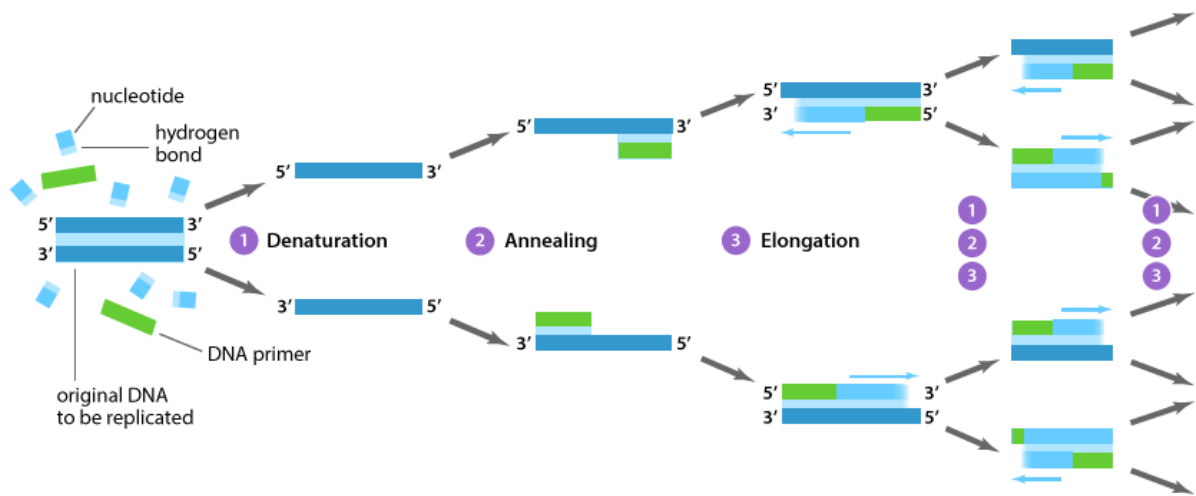 nucleotide
hydrogen
bond
5’ 3’
3’ 5’
original DNA
to be replicated
DNA primer
5’ 3’
1 Denaturation
3’ 5’
5’ 3’
2 Annealing
3’ 5’
5’ 3’
3’ 5’
3 Elongation
5’ 3’
3’ 5’
1
2
3
1
2
3